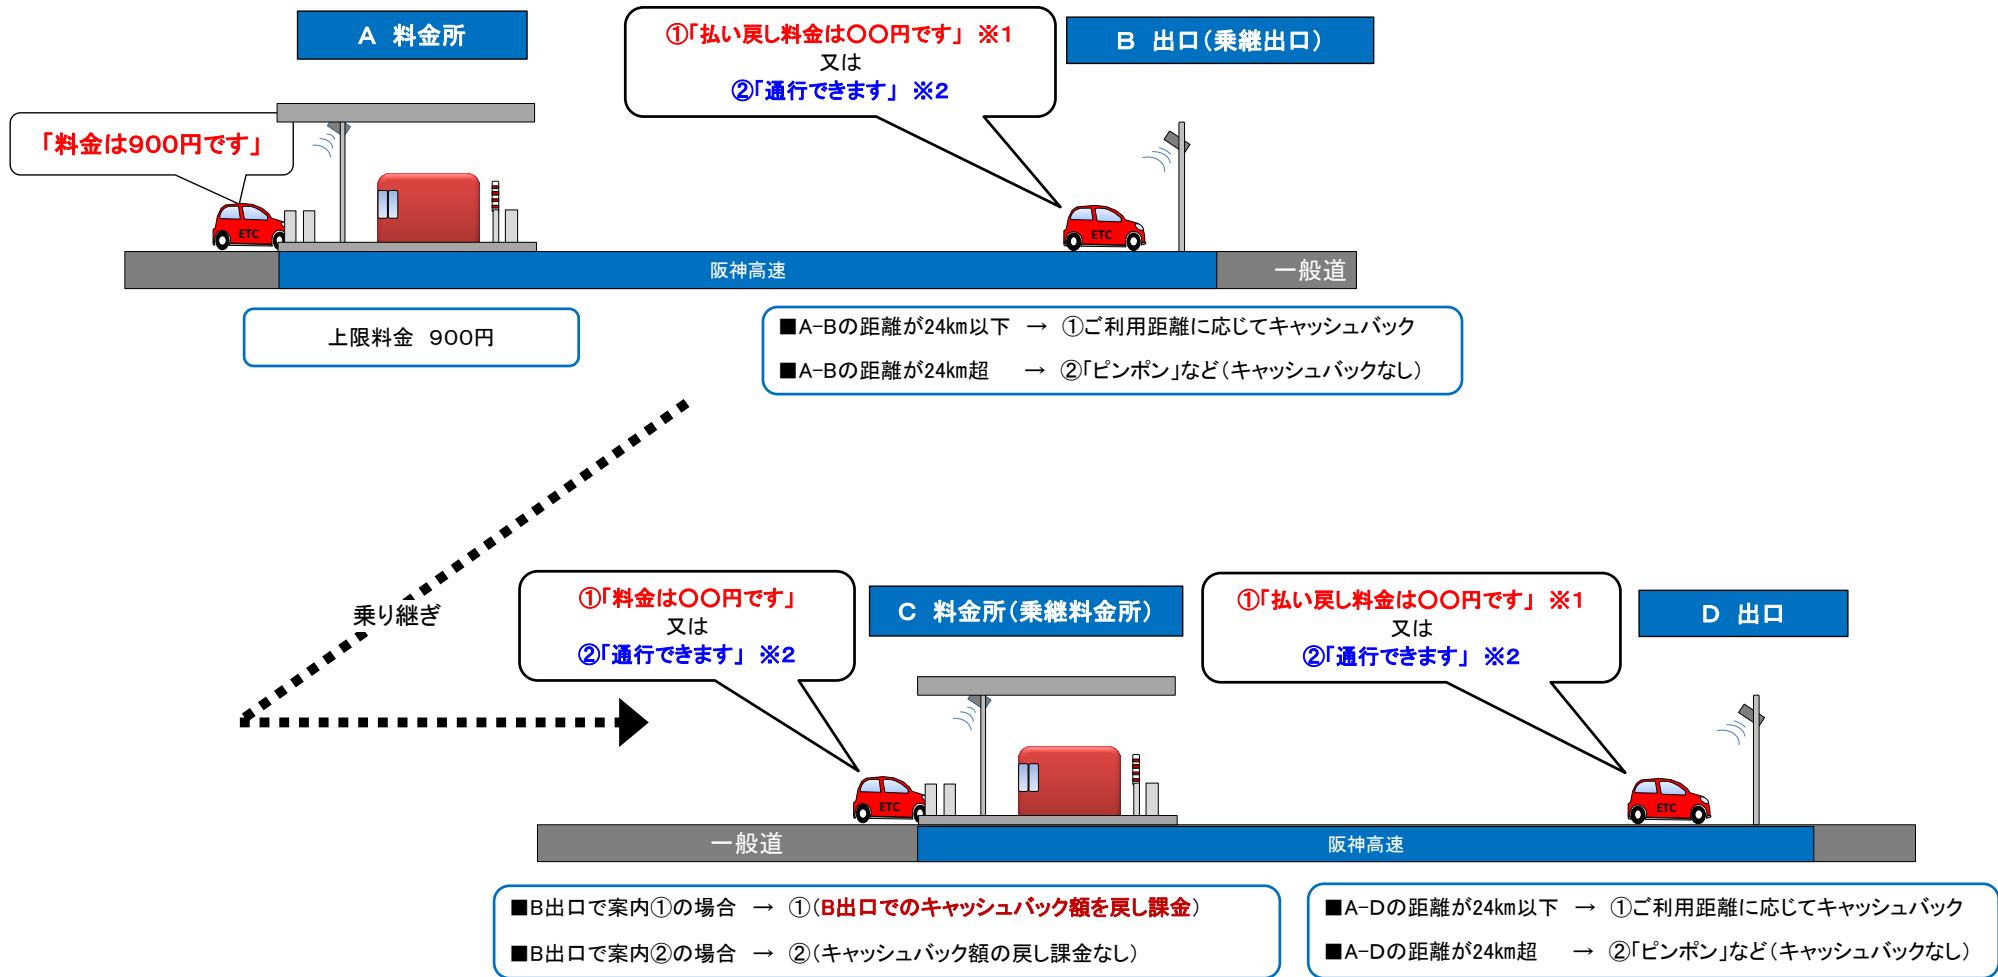 A 料金所
①「払い戻し料金は〇〇円です」 ※1
又は
②「通行できます」 ※2
B 出口(乗継出口)
「料金は900円です」
ETC
ETC
阪神高速
一般道
上限料金 900円
■A-Bの距離が24km以下 → ①ご利用距離に応じてキャッシュバック
■A-Bの距離が24km超 → ②「ピンポン」など(キャッシュバックなし)
乗り継ぎ
①「料金は〇〇円です」
又は
②「通行できます」 ※2
C 料金所(乗継料金所)
①「払い戻し料金は〇〇円です」 ※1
又は
②「通行できます」 ※2
D 出口
ETC
ETC
一般道
阪神高速
■B出口で案内①の場合 → ①(B出口でのキャッシュバック額を戻し課金)
■B出口で案内②の場合 → ②(キャッシュバック額の戻し課金なし)
■A-Dの距離が24km以下 → ①ご利用距離に応じてキャッシュバック
■A-Dの距離が24km超 → ②「ピンポン」など(キャッシュバックなし)